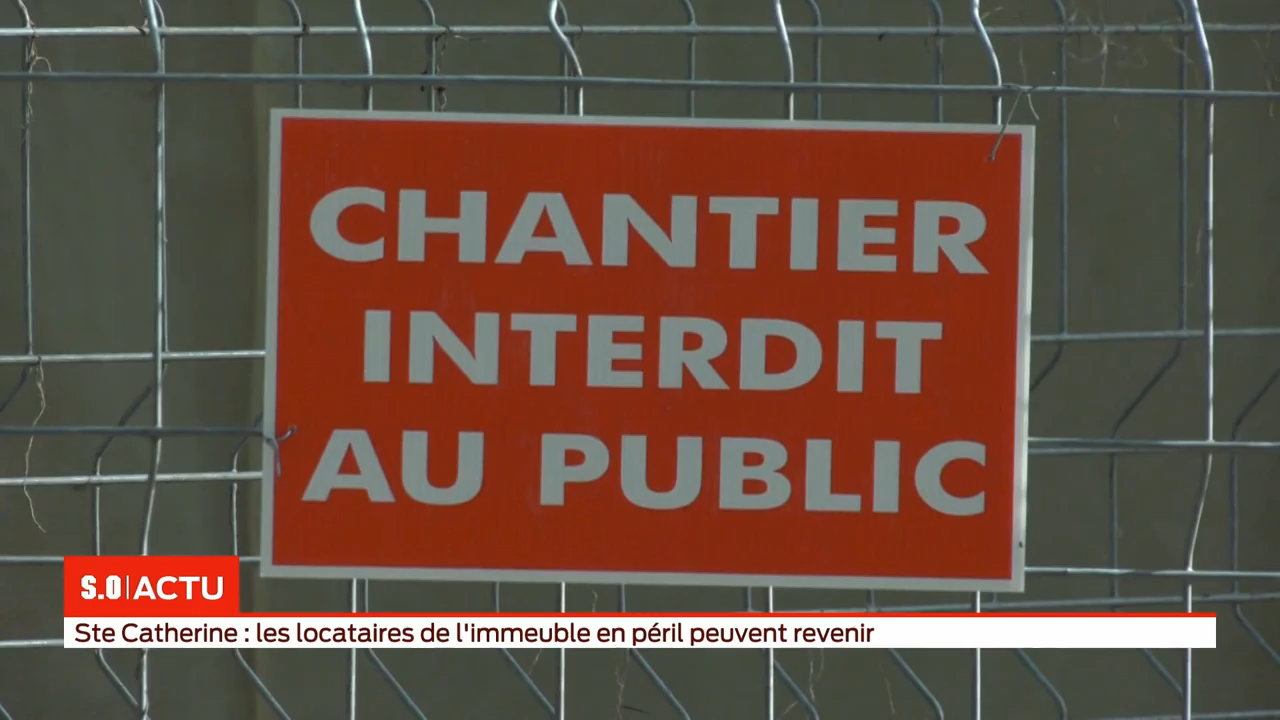 CHANTIER
INTERDIT
AU PUBLIC
S.O|ACTU
Ste Catherine : les locataires de l'immeuble en péril peuvent revenir